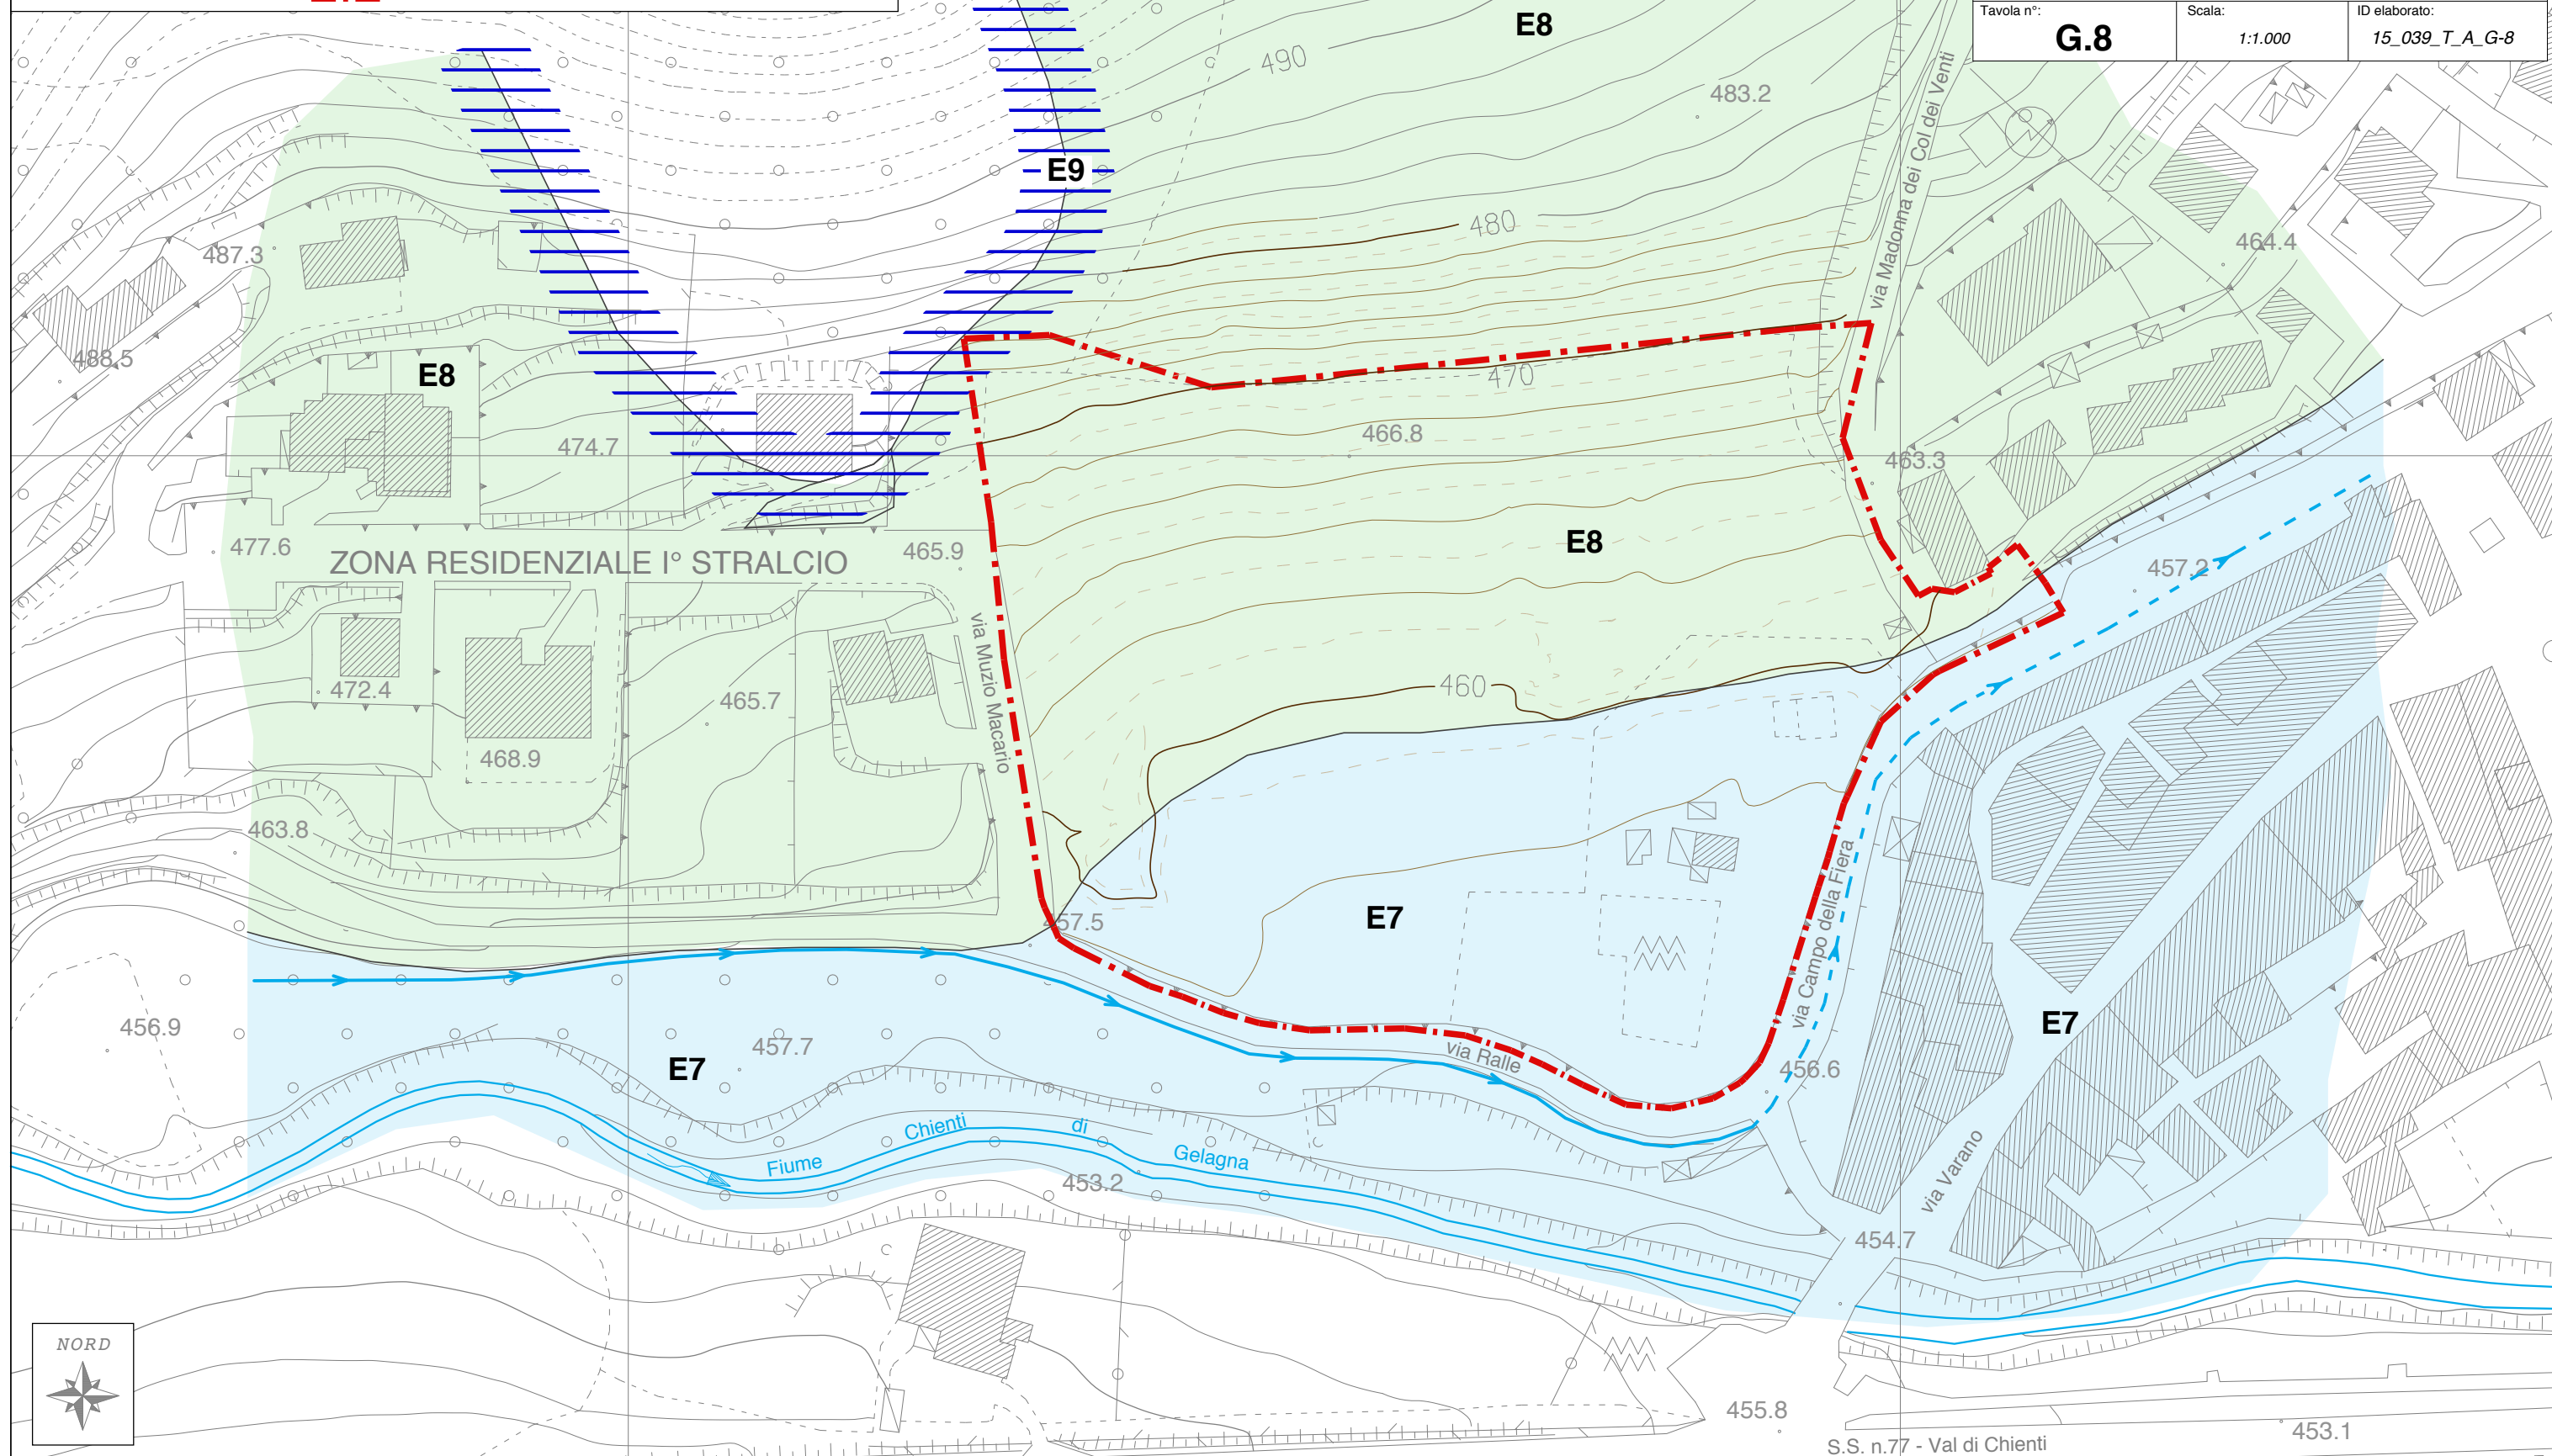 Tavola n°:
G.8
Scala:
1:1.000
ID elaborato:
15_039_T_A_G-8
E8
490
483.2
via Madonna dei Col dei Venti
E9
480
464.4
487.3
488.5
E8
470
474.7
466.8
463.3
477.6
ZONA RESIDENZIALE I° STRALCIO
465.9
E8
457.2
via Muzio Macario
472.4
465.7
460
468.9
463.8
457.5
E7
via Campo della Fiera
456.9
457.7
E7
via Ralle
456.6
E7
Fiume Chienti di Gelagna
453.2
via Varano
454.7
NORD
455.8
S.S. n.77 - Val di Chienti
453.1